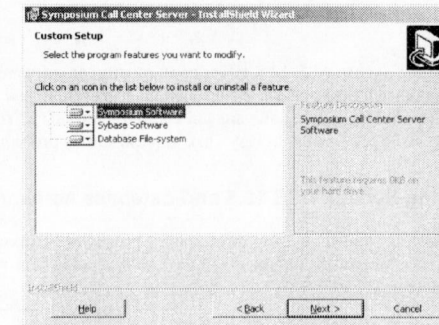 Symposium Call Center Server - InstallShield Wizard
Custom Setup
Select the program features you want to modify.
Click on an icon in the list below to install or uninstall a feature.
Symposium Software
Sybase Software
Database File-system
Feature Description
Symposium Call Center Server
Software
This feature requires 0KB on
your hard drive.
InstallShield
Help
< Back
Next >
Cancel